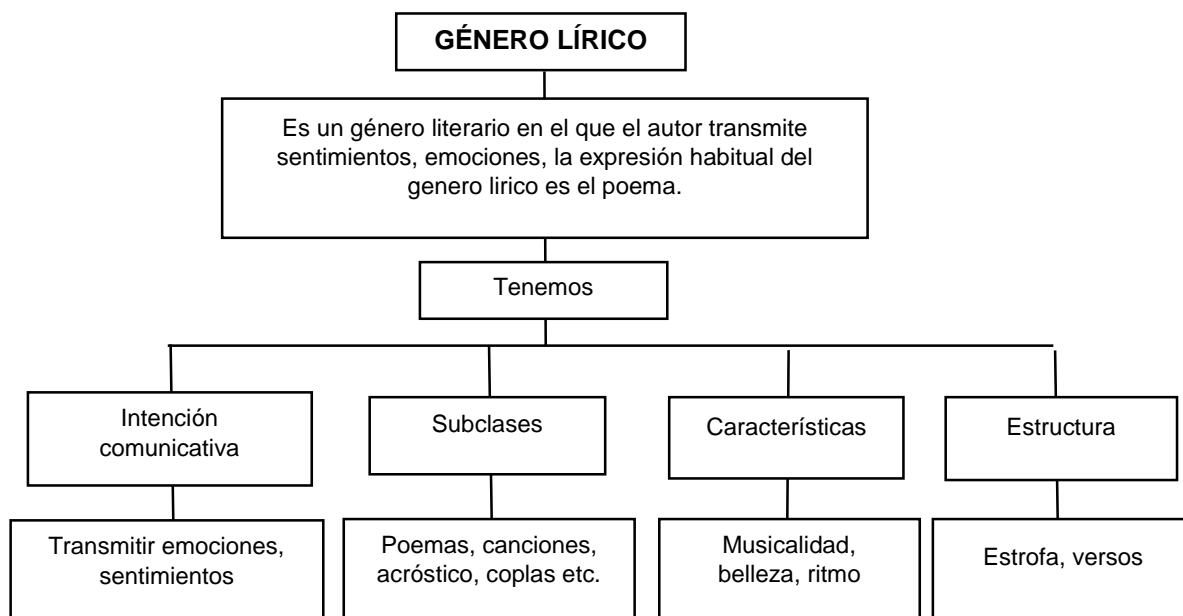 GÉNERO LÍRICO
Es un género literario en el que el autor transmite
sentimientos, emociones, la expresión habitual del
genero lirico es el poema.
Tenemos
Intención
comunicativa
Subclases
Características
Estructura
Transmitir emociones,
sentimientos
Poemas, canciones,
acróstico, coplas etc.
Musicalidad,
belleza, ritmo
Estrofa, versos